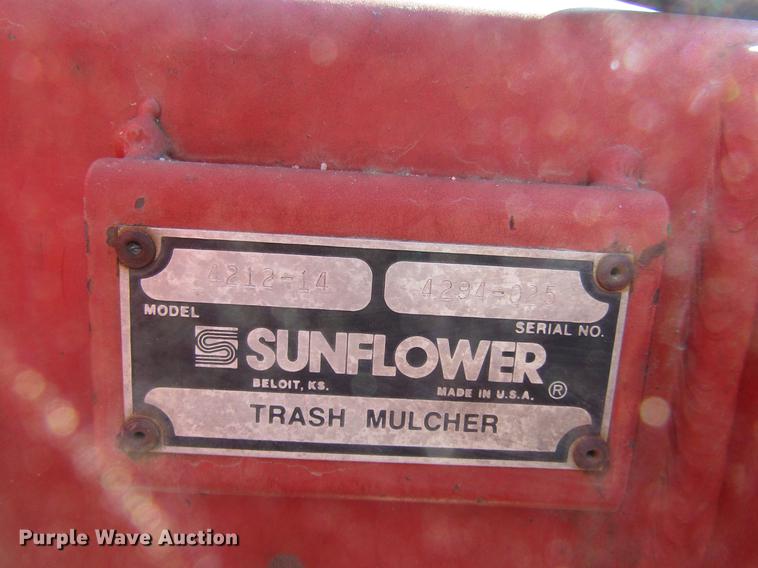 4212-14 4294-025
MODEL SERIAL NO.
SUNFLOWER ®
BELOIT, KS. MADE IN U.S.A.
TRASH MULCHER
Purple Wave Auction